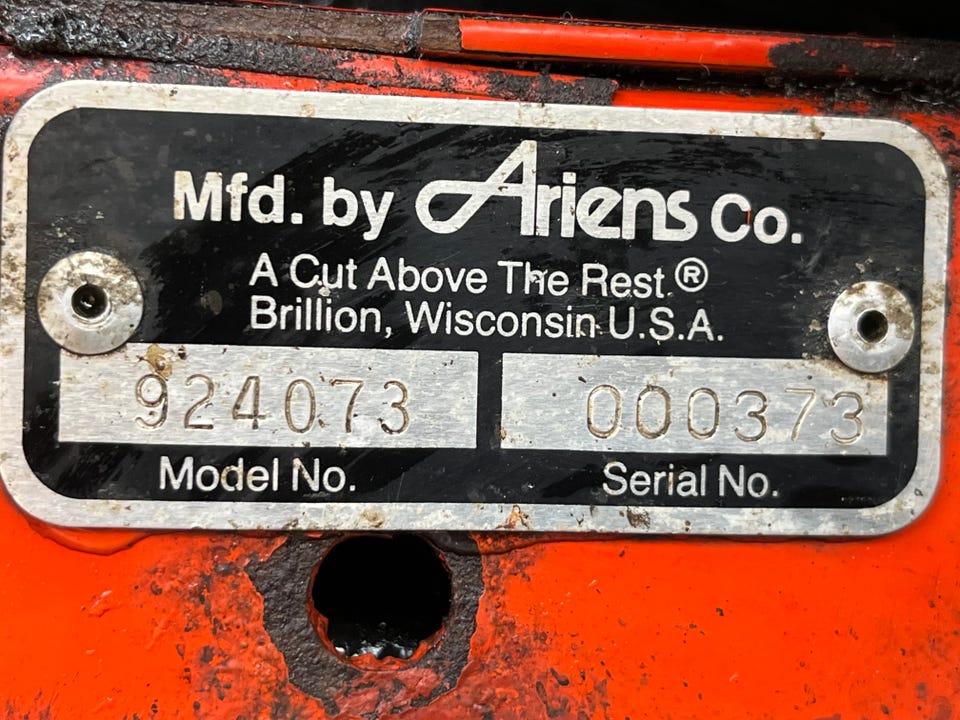 Mfd. by Ariens Co.
A Cut Above The Rest ®
Brillion, Wisconsin U.S.A.
924073 000373
Model No. Serial No.